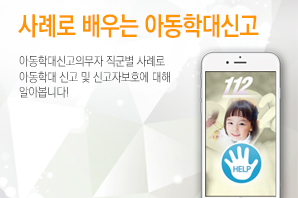 사례로 배우는 아동학대신고
아동학대신고의무자 직군별 사례로
아동학대 신고 및 신고자보호에 대해
알아봅니다!
112
HELP